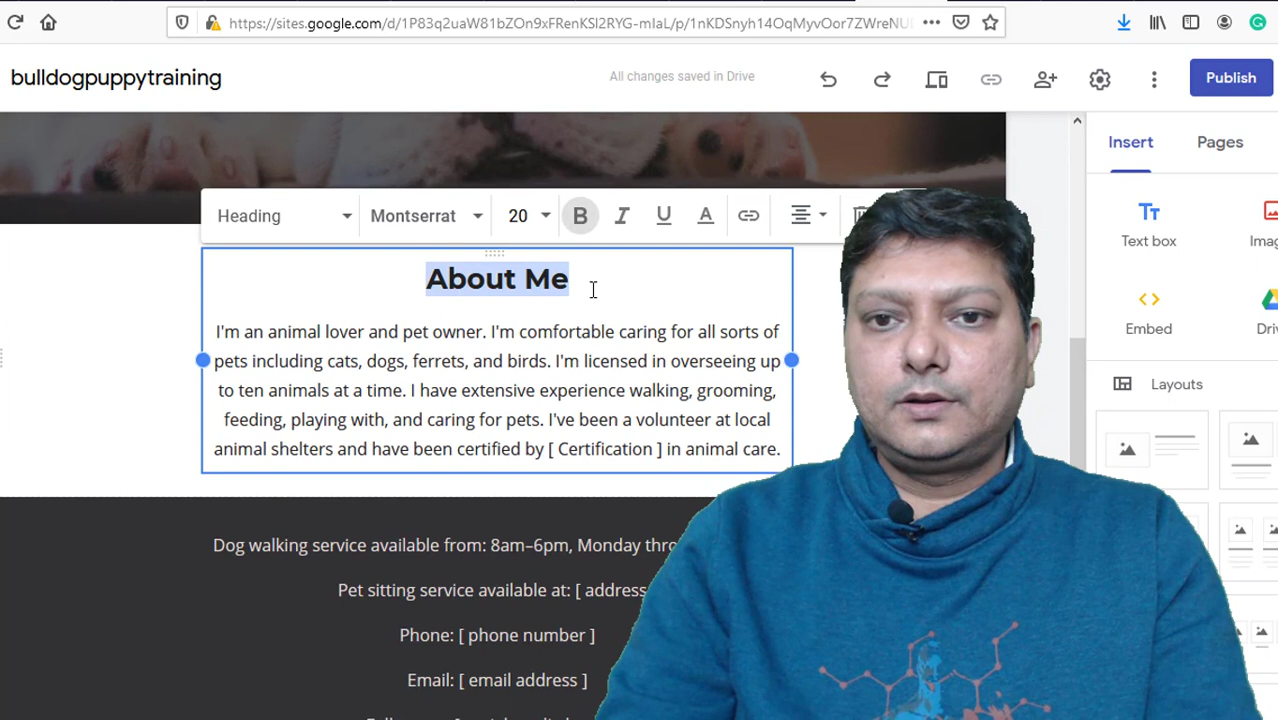 https://sites.google.com/d/1P83q2uaW81bZOn9xFRenKSl2RYG-mIaL/p/1nKDSnyh14OqMyvOor7ZWreNU
bulldogpuppytraining
All changes saved in Drive
Publish
Insert
Pages
Heading
Montserrat
20
B
I
U
A
Text box
Imag
Embed
Driv
Layouts
About Me
I'm an animal lover and pet owner. I'm comfortable caring for all sorts of
pets including cats, dogs, ferrets, and birds. I'm licensed in overseeing up
to ten animals at a time. I have extensive experience walking, grooming,
feeding, playing with, and caring for pets. I've been a volunteer at local
animal shelters and have been certified by [ Certification ] in animal care.
Dog walking service available from: 8am–6pm, Monday thro
Pet sitting service available at: [ address
Phone: [ phone number ]
Email: [ email address ]